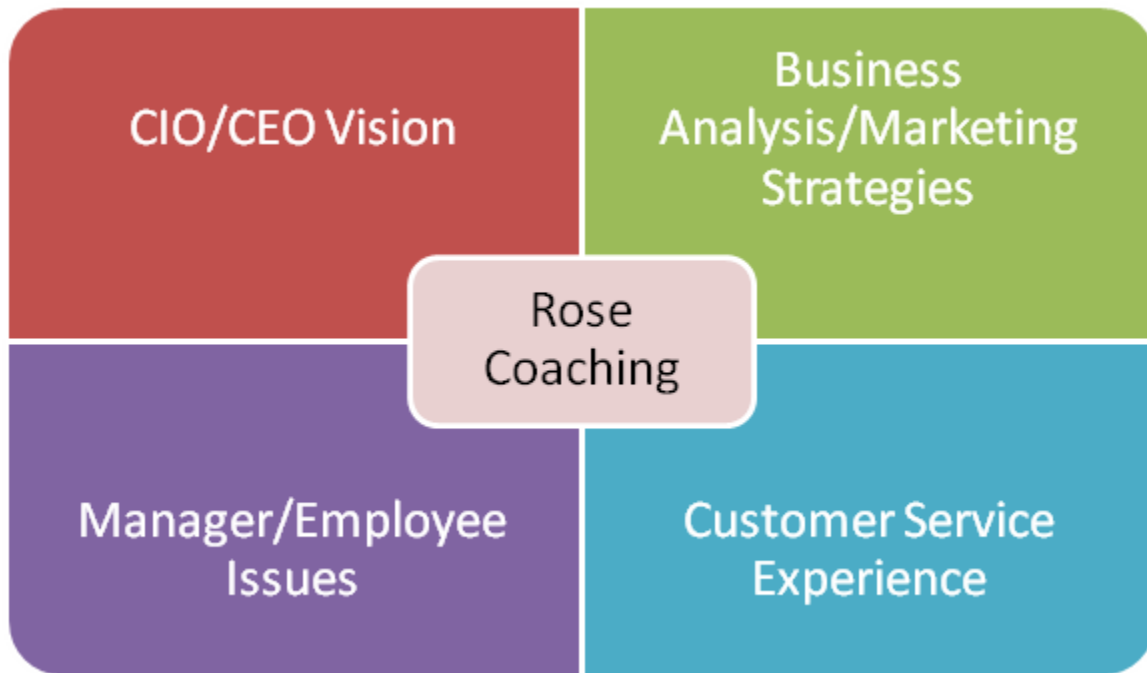 CIO/CEO Vision
Business
Analysis/Marketing
Strategies
Rose
Coaching
Manager/Employee
Issues
Customer Service
Experience